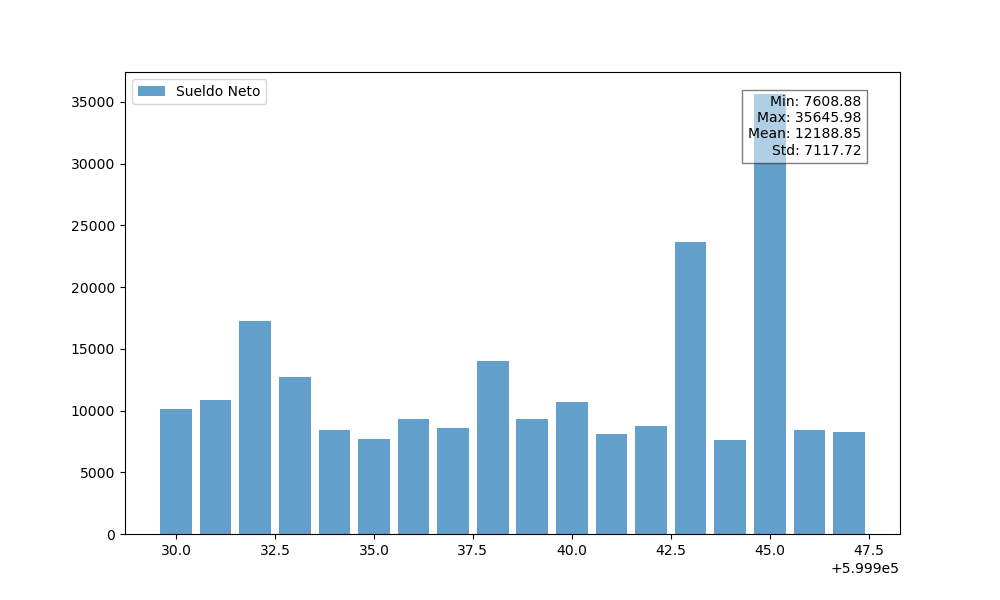 Sueldo Neto
Min: 7608.88
Max: 35645.98
Mean: 12188.85
Std: 7117.72
35000
30000
25000
20000
15000
10000
5000
0
30.0 32.5 35.0 37.5 40.0 42.5 45.0 47.5
+5.999e5